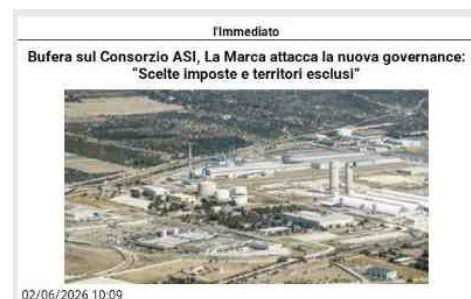 l'Immediato
Bufera sul Consorzio ASI, La Marca attacca la nuova governance:
"Scelte imposte e territori esclusi"
02/06/2026 10:09